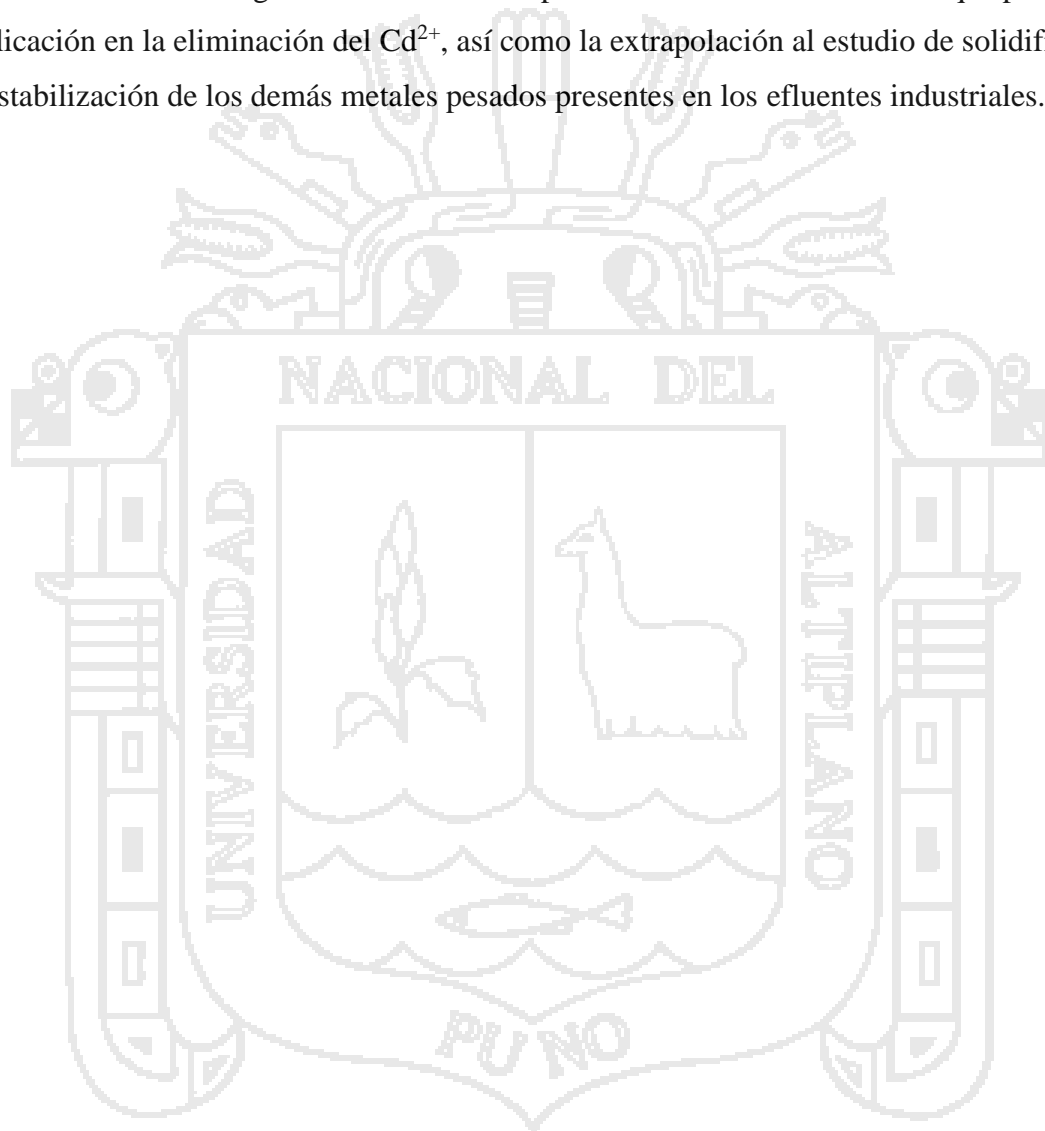 licación en la eliminación del Cd²⁺, así como la extrapolación al estudio de solidif
stabilización de los demás metales pesados presentes en los efluentes industriales.
NACIONAL DEL
UNIVERSIDAD
ALTIPLANO
PUNO